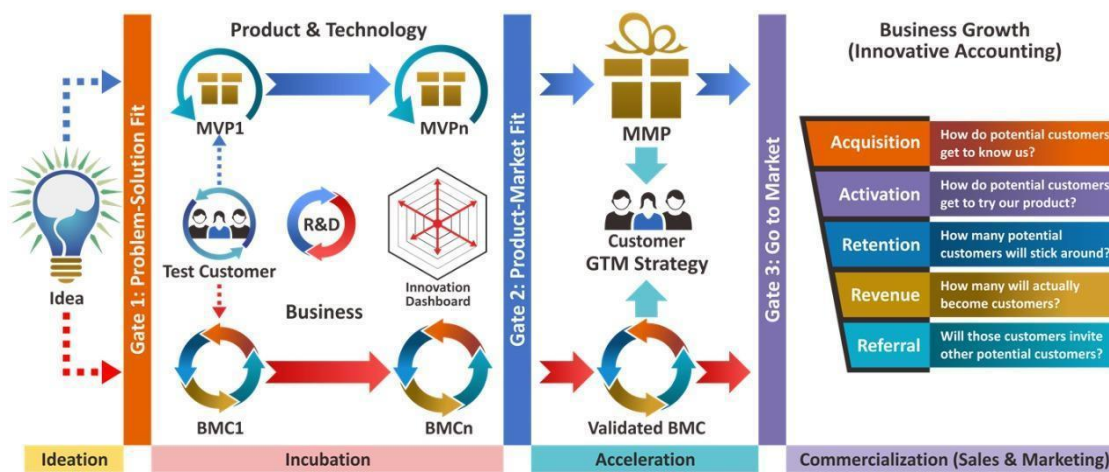 Product & Technology
Business Growth
(Innovative Accounting)
Idea
Gate 1: Problem-Solution Fit
MVP1
MVPn
Test Customer
R&D
Innovation
Dashboard
Business
BMC1
BMCn
Gate 2: Product-Market Fit
MMP
Customer
GTM Strategy
Validated BMC
Gate 3: Go to Market
Acquisition
How do potential customers
get to know us?
Activation
How do potential customers
get to try our product?
Retention
How many potential
customers will stick around?
Revenue
How many will actually
become customers?
Referral
Will those customers invite
other potential customers?
Ideation
Incubation
Acceleration
Commercialization (Sales & Marketing)